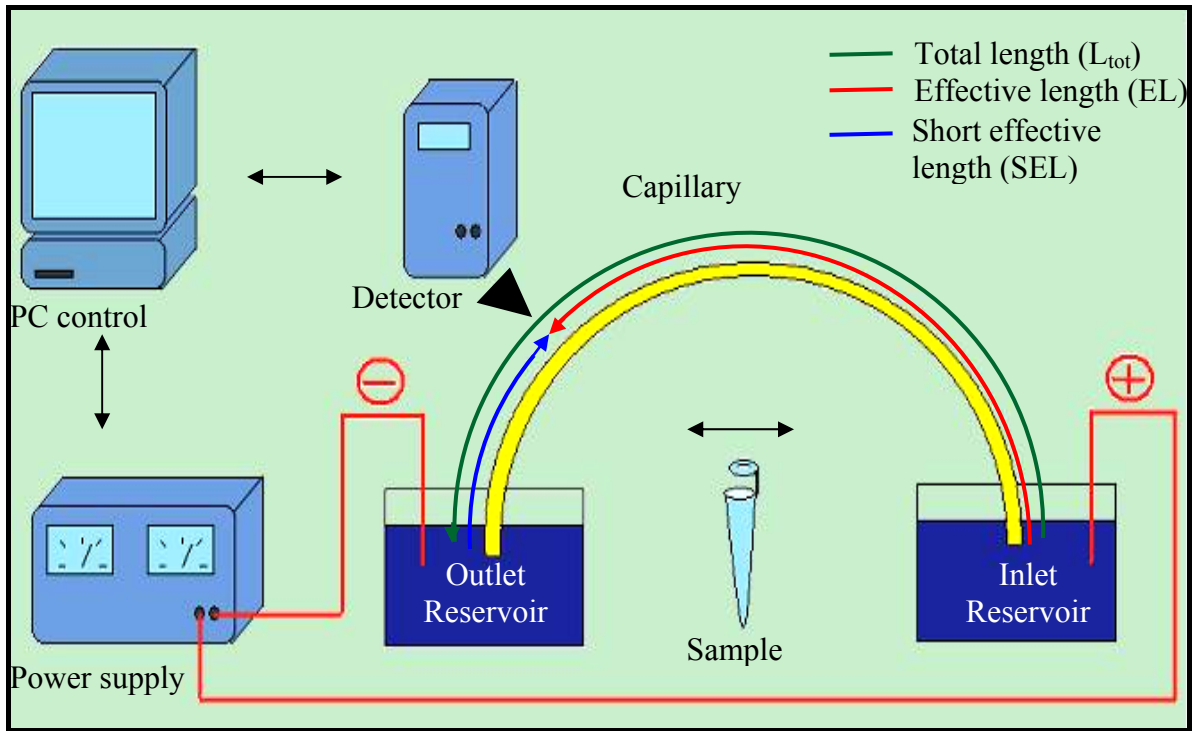 Total length (Ltot)
Effective length (EL)
Short effective
length (SEL)
Capillary
Detector
PC control
−
+
Outlet
Reservoir
Inlet
Reservoir
Sample
Power supply